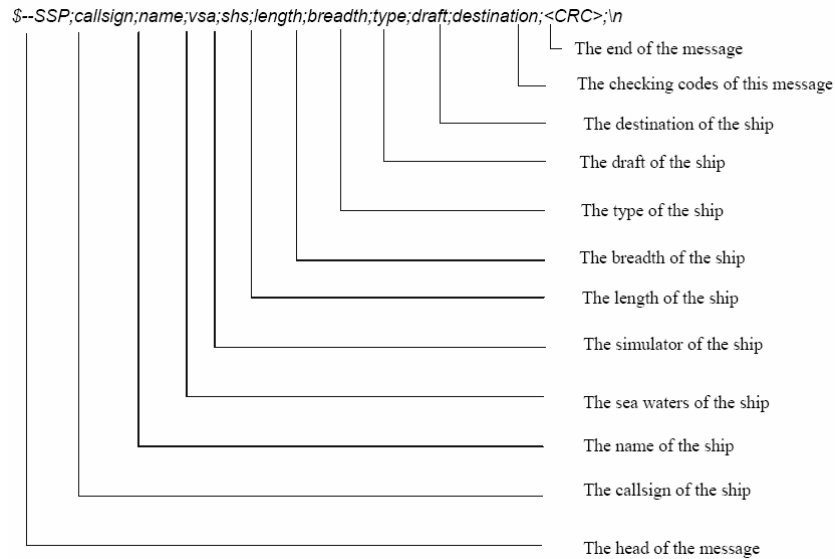 $--SSP;callsign;name;vsa;shs;length;breadth;type;draft;destination;<CRC>;\n
The end of the message
The checking codes of this message
The destination of the ship
The draft of the ship
The type of the ship
The breadth of the ship
The length of the ship
The simulator of the ship
The sea waters of the ship
The name of the ship
The callsign of the ship
The head of the message